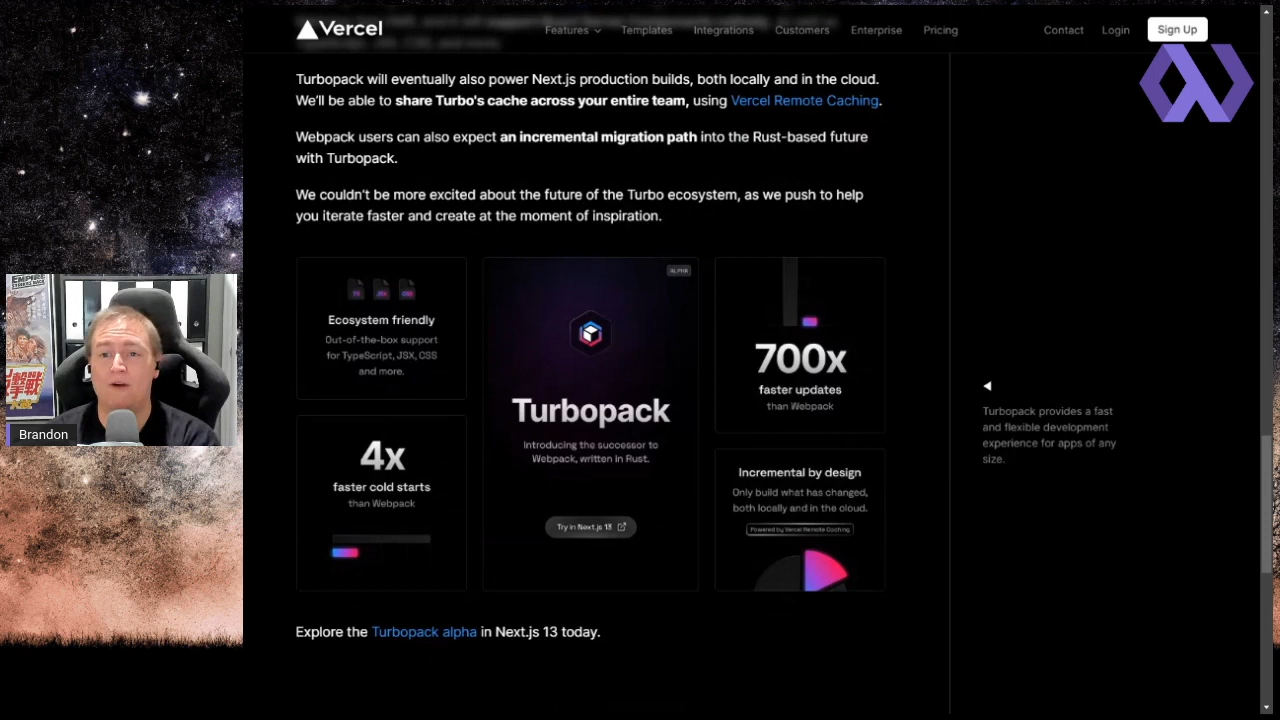 Vercel
Features
Templates
Integrations
Customers
Enterprise
Pricing
Contact
Login
Sign Up
Turbopack will eventually also power Next.js production builds, both locally and in the cloud.
We'll be able to share Turbo's cache across your entire team, using Vercel Remote Caching.
Webpack users can also expect an incremental migration path into the Rust-based future
with Turbopack.
We couldn't be more excited about the future of the Turbo ecosystem, as we push to help
you iterate faster and create at the moment of inspiration.
Ecosystem friendly
Out-of-the-box support
for TypeScript, JSX, CSS
and more.
4x
faster cold starts
than Webpack
ALPHA
Turbopack
Introducing the successor to
Webpack, written in Rust.
Try in Next.js 13
700x
faster updates
than Webpack
Incremental by design
Only build what has changed,
both locally and in the cloud.
Powered by Vercel Remote Caching
Turbopack provides a fast
and flexible development
experience for apps of any
size.
Explore the Turbopack alpha in Next.js 13 today.
EMPIRE
Brandon